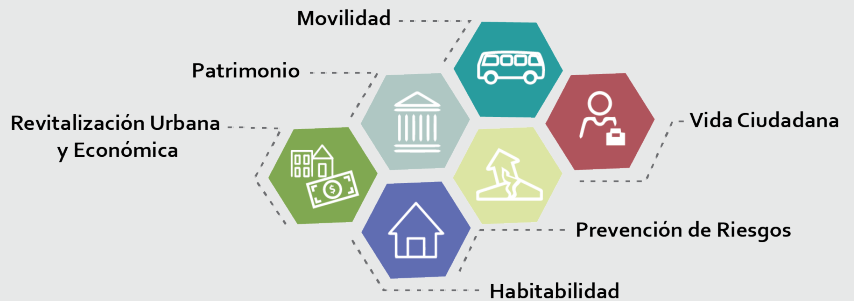 Movilidad
Patrimonio
Revitalización Urbana
y Económica
Vida Ciudadana
Prevención de Riesgos
Habitabilidad
$